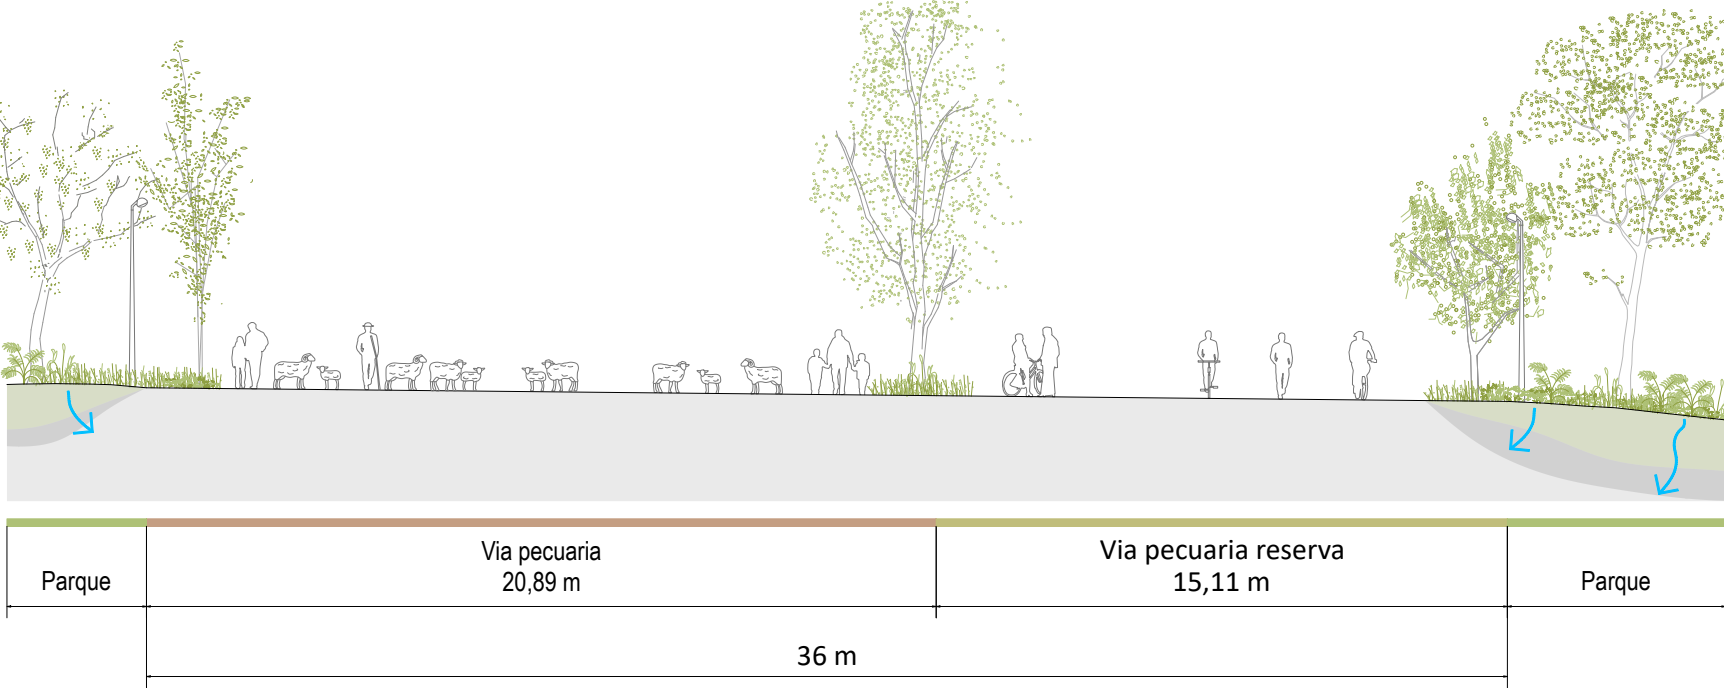 Parque
Via pecuaria
20,89 m
Via pecuaria reserva
15,11 m
Parque
36 m